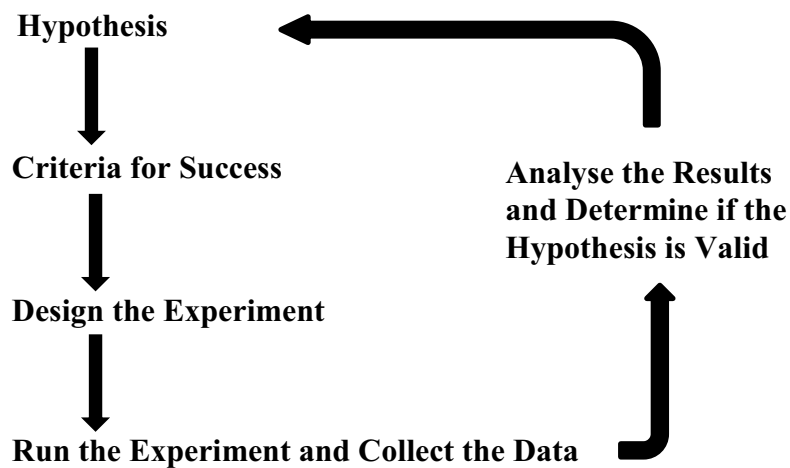 Hypothesis
Criteria for Success
Design the Experiment
Run the Experiment and Collect the Data
Analyse the Results
and Determine if the
Hypothesis is Valid